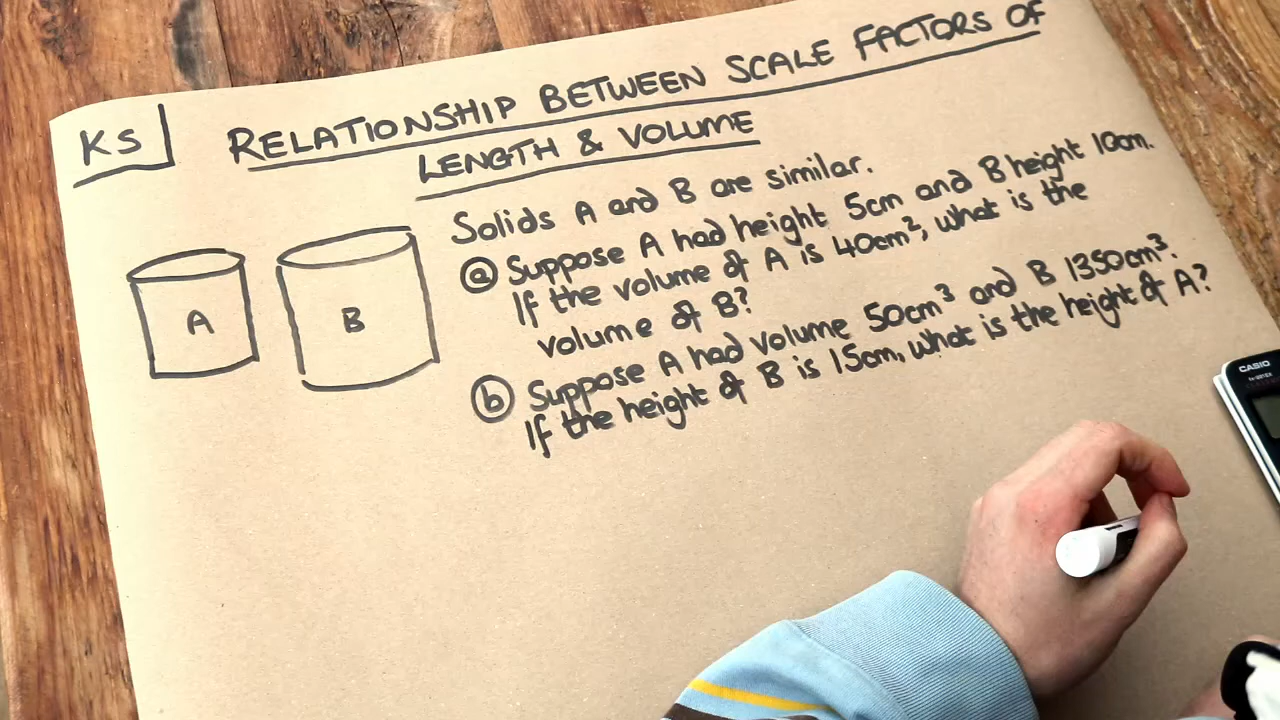 KS
RELATIONSHIP BETWEEN SCALE FACTORS OF
LENGTH & VOLUME
Solids A and B are similar.
ⓐ Suppose A had height 5cm and B height 10cm.
If the volume of A is 40cm², what is the
volume of B?
ⓑ Suppose A had volume 50cm³ and B 1350cm³.
If the height of B is 15cm, what is the height of A?
A
B
CASIO